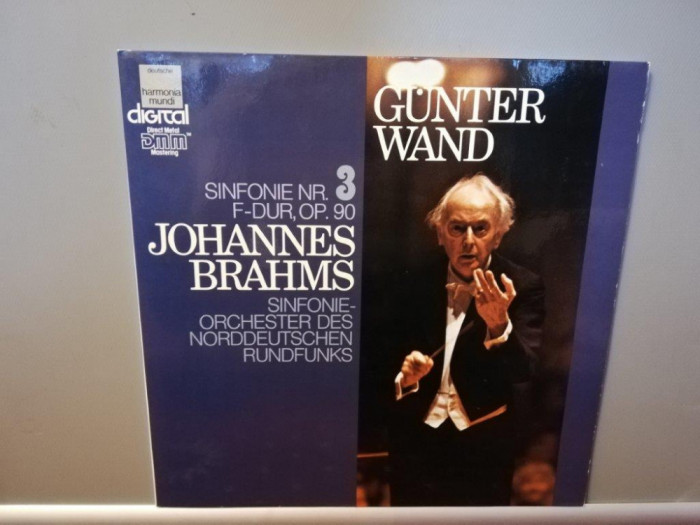 deutsche
harmonia
mundi
digital
Direct Metal
DMM™
Mastering
GÜNTER
WAND
SINFONIE NR. 3
F-DUR, OP. 90
JOHANNES
BRAHMS
SINFONIE-
ORCHESTER DES
NORDDEUTSCHEN
RUNDFUNKS